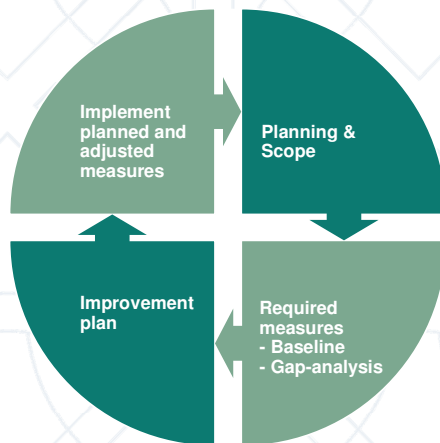 Implement
planned and
adjusted
measures
Planning &
Scope
Improvement
plan
Required
measures
- Baseline
- Gap-analysis